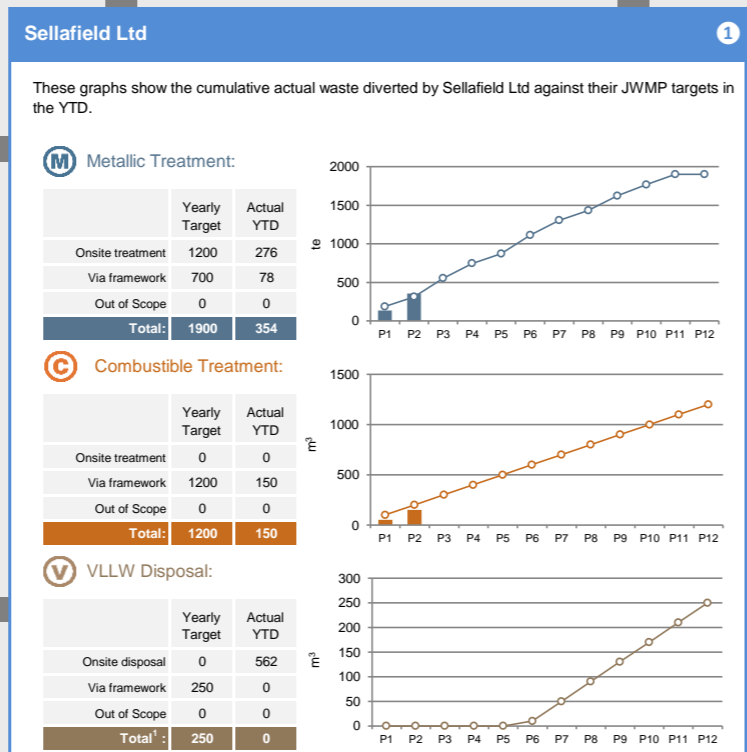 Sellafield Ltd
1
These graphs show the cumulative actual waste diverted by Sellafield Ltd against their JWMP targets in
the YTD.
M Metallic Treatment:
Yearly Target Actual YTD
Onsite treatment 1200 276
Via framework 700 78
Out of Scope 0 0
Total: 1900 354
te
2000
1500
1000
500
0
P1 P2 P3 P4 P5 P6 P7 P8 P9 P10 P11 P12
C Combustible Treatment:
Yearly Target Actual YTD
Onsite treatment 0 0
Via framework 1200 150
Out of Scope 0 0
Total: 1200 150
m³
1500
1000
500
0
P1 P2 P3 P4 P5 P6 P7 P8 P9 P10 P11 P12
V VLLW Disposal:
Yearly Target Actual YTD
Onsite disposal 0 562
Via framework 250 0
Out of Scope 0 0
Total¹ : 250 0
m³
300
250
200
150
100
50
0
P1 P2 P3 P4 P5 P6 P7 P8 P9 P10 P11 P12